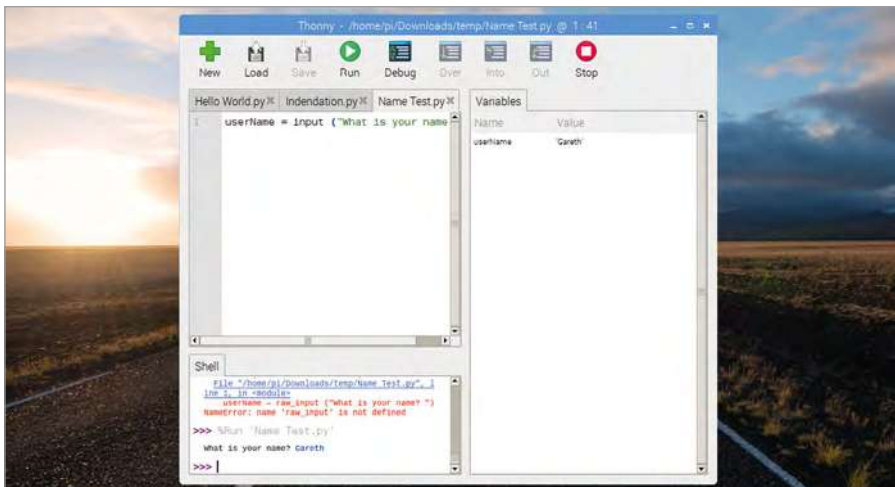 Thonny - /home/pi/Downloads/temp/Name Test.py @ 1 : 41
New Load Save Run Debug Over Into Out Stop
Hello World.py Indentation.py Name Test.py
1 userName = input ("What is your name
Variables
Name Value
userName 'Gareth'
Shell
File "/home/pi/Downloads/temp/Name Test.py", l
ine 1, in <module>
userName = raw_input ("What is your name? ")
NameError: name 'raw_input' is not defined
>>> %Run 'Name Test.py'
What is your name? Gareth
>>>